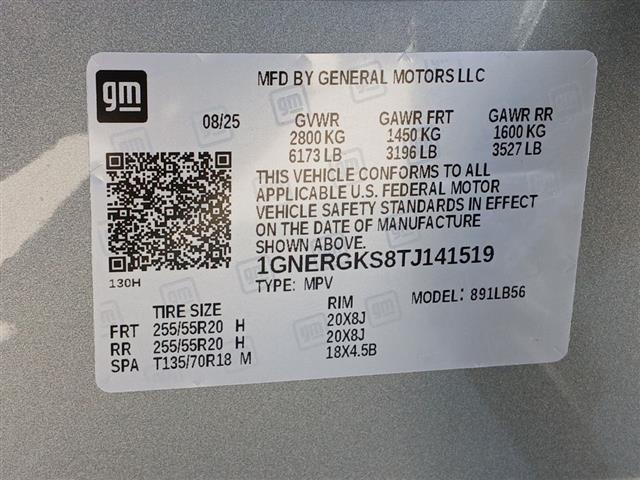 gm
MFD BY GENERAL MOTORS LLC
08/25 GVWR GAWR FRT GAWR RR
2800 KG 1450 KG 1600 KG
6173 LB 3196 LB 3527 LB
THIS VEHICLE CONFORMS TO ALL
APPLICABLE U.S. FEDERAL MOTOR
VEHICLE SAFETY STANDARDS IN EFFECT
ON THE DATE OF MANUFACTURE
SHOWN ABOVE.
1GNERGKS8TJ141519
130H
TYPE: MPV MODEL: 891LB56
TIRE SIZE RIM
FRT 255/55R20 H 20X8J
RR 255/55R20 H 20X8J
SPA T135/70R18 M 18X4.5B